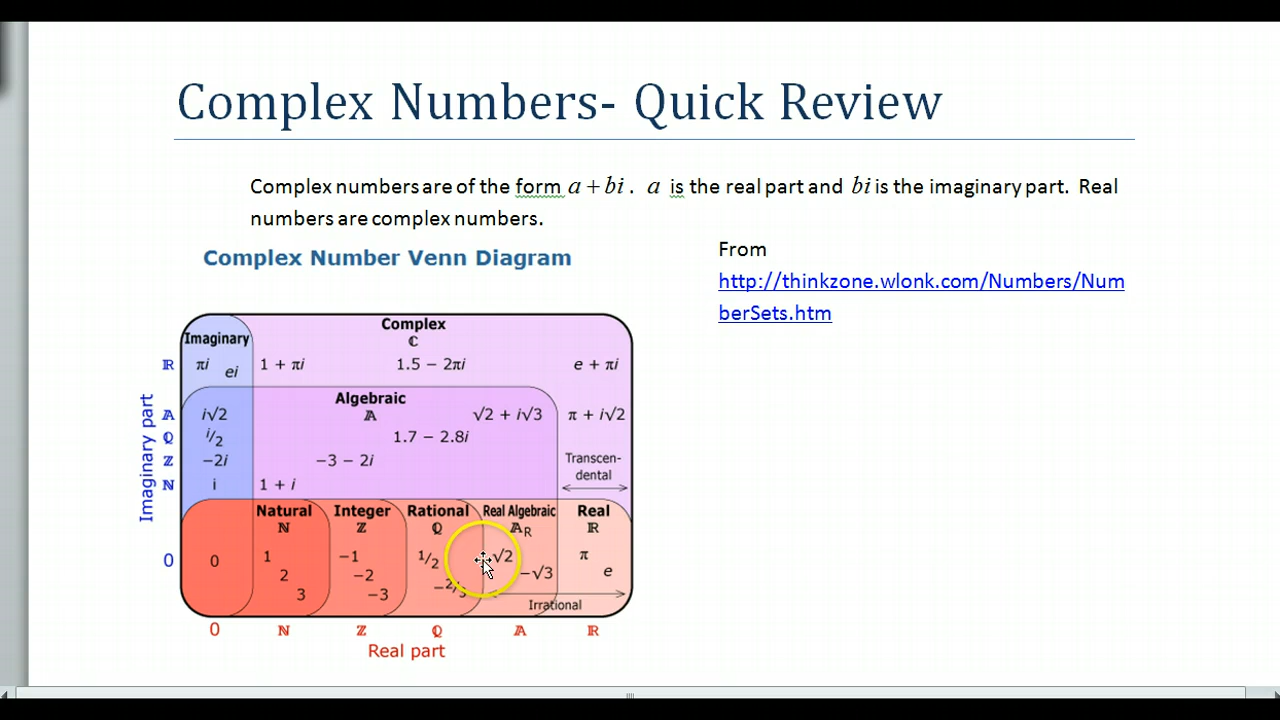 Complex Numbers- Quick Review
Complex numbers are of the form a + bi . a is the real part and bi is the imaginary part. Real
numbers are complex numbers.
From
http://thinkzone.wlonk.com/Numbers/Num
berSets.htm
Complex Number Venn Diagram
Imaginary part
Complex
ℂ
Imaginary
ℝ πi ei 1 + πi 1.5 − 2πi e + πi
Algebraic
𝔸
𝔸 i√2 √2 + i√3 π + i√2
ℚ i/2 1.7 − 2.8i
ℤ −2i −3 − 2i Transcen-
dental
ℕ i 1 + i
Natural Integer Rational Real Algebraic Real
ℕ ℤ ℚ 𝔸R ℝ
0 0 1 −1 1/2 √2 π
2 −2 −√3 e
3 −3 −2/3
Irrational
0 ℕ ℤ ℚ 𝔸 ℝ
Real part